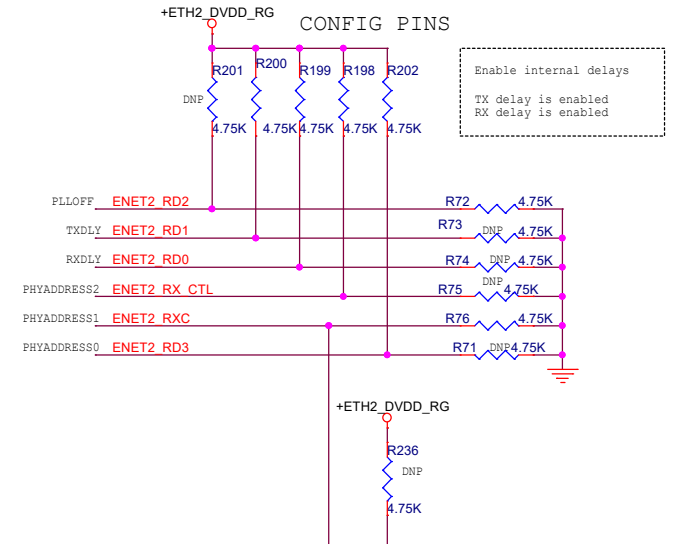 +ETH2_DVDD_RG
CONFIG PINS
R201
R200
R199
R198
R202
DNP
4.75K
4.75K
4.75K
4.75K
4.75K
Enable internal delays
TX delay is enabled
RX delay is enabled
PLLOFF ENET2_RD2 R72 4.75K
TXDLY ENET2_RD1 R73 DNP 4.75K
RXDLY ENET2_RD0 R74 DNP 4.75K
PHYADDRESS2 ENET2_RX_CTL R75 DNP 4.75K
PHYADDRESS1 ENET2_RXC R76 4.75K
PHYADDRESS0 ENET2_RD3 R71 DNP 4.75K
+ETH2_DVDD_RG
R236
DNP
4.75K